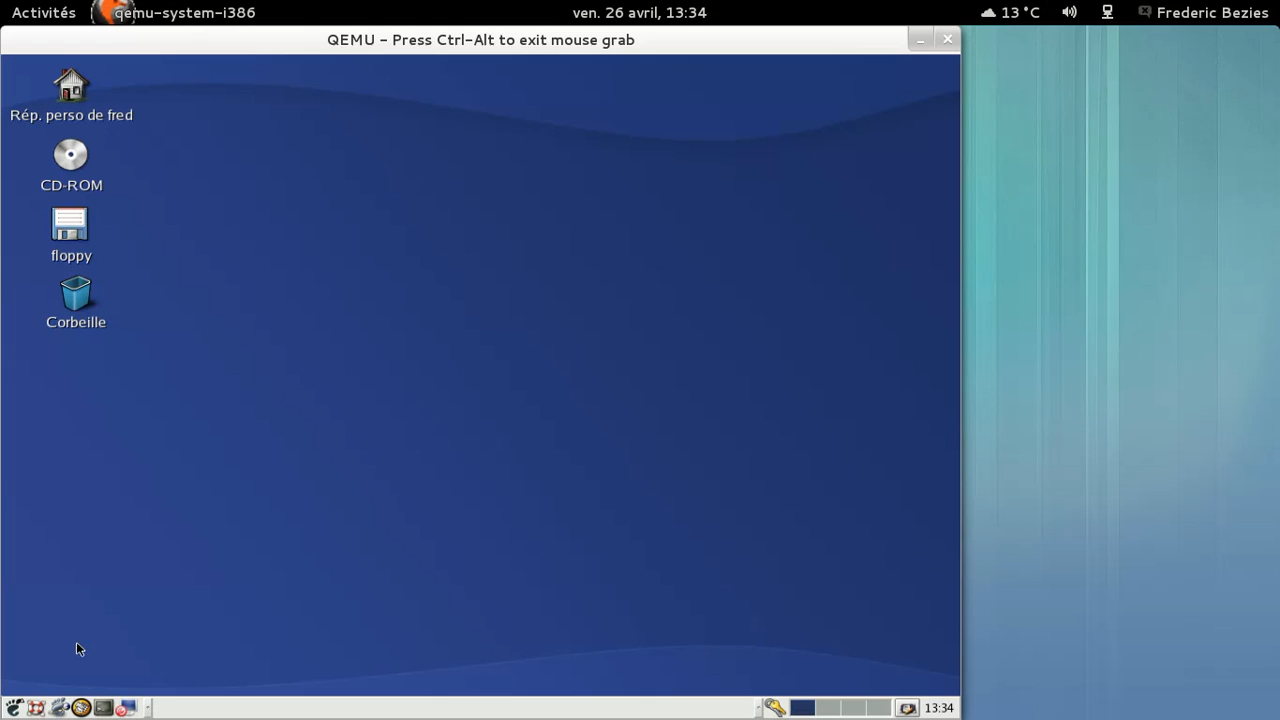 Activités qemu-system-i386 ven. 26 avril, 13:34 13 °C Frederic Bezies
QEMU - Press Ctrl-Alt to exit mouse grab
Rép. perso de fred
CD-ROM
floppy
Corbeille
13:34